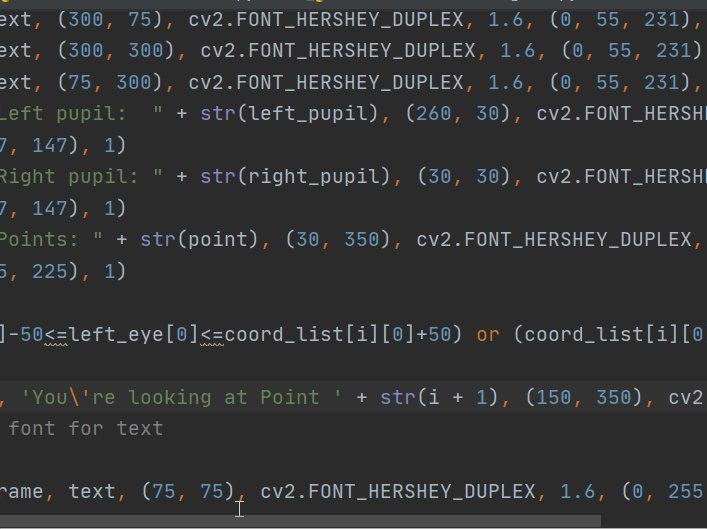 ext, (300, 75), cv2.FONT_HERSHEY_DUPLEX, 1.6, (0, 55, 231),
ext, (300, 300), cv2.FONT_HERSHEY_DUPLEX, 1.6, (0, 55, 231)
ext, (75, 300), cv2.FONT_HERSHEY_DUPLEX, 1.6, (0, 55, 231),
Left pupil:  " + str(left_pupil), (260, 30), cv2.FONT_HERSH
7, 147), 1)
Right pupil: " + str(right_pupil), (30, 30), cv2.FONT_HERSH
7, 147), 1)
Points: " + str(point), (30, 350), cv2.FONT_HERSHEY_DUPLEX,
5, 225), 1)
]-50<=left_eye[0]<=coord_list[i][0]+50) or (coord_list[i][0
, 'You\'re looking at Point ' + str(i + 1), (150, 350), cv2
font for text
rame, text, (75, 75), cv2.FONT_HERSHEY_DUPLEX, 1.6, (0, 255